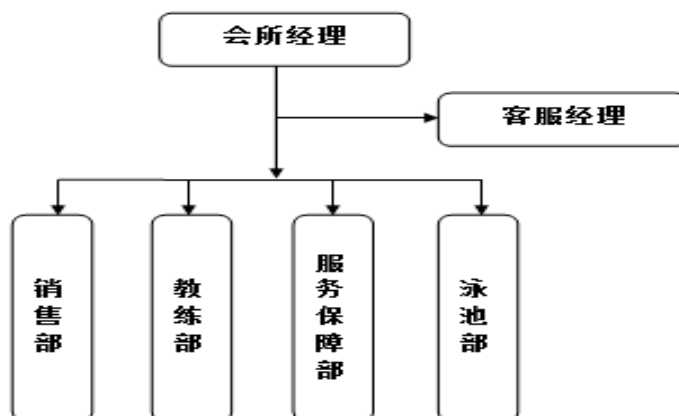 会所经理
客服经理
销售部
教练部
服务保障部
泳池部